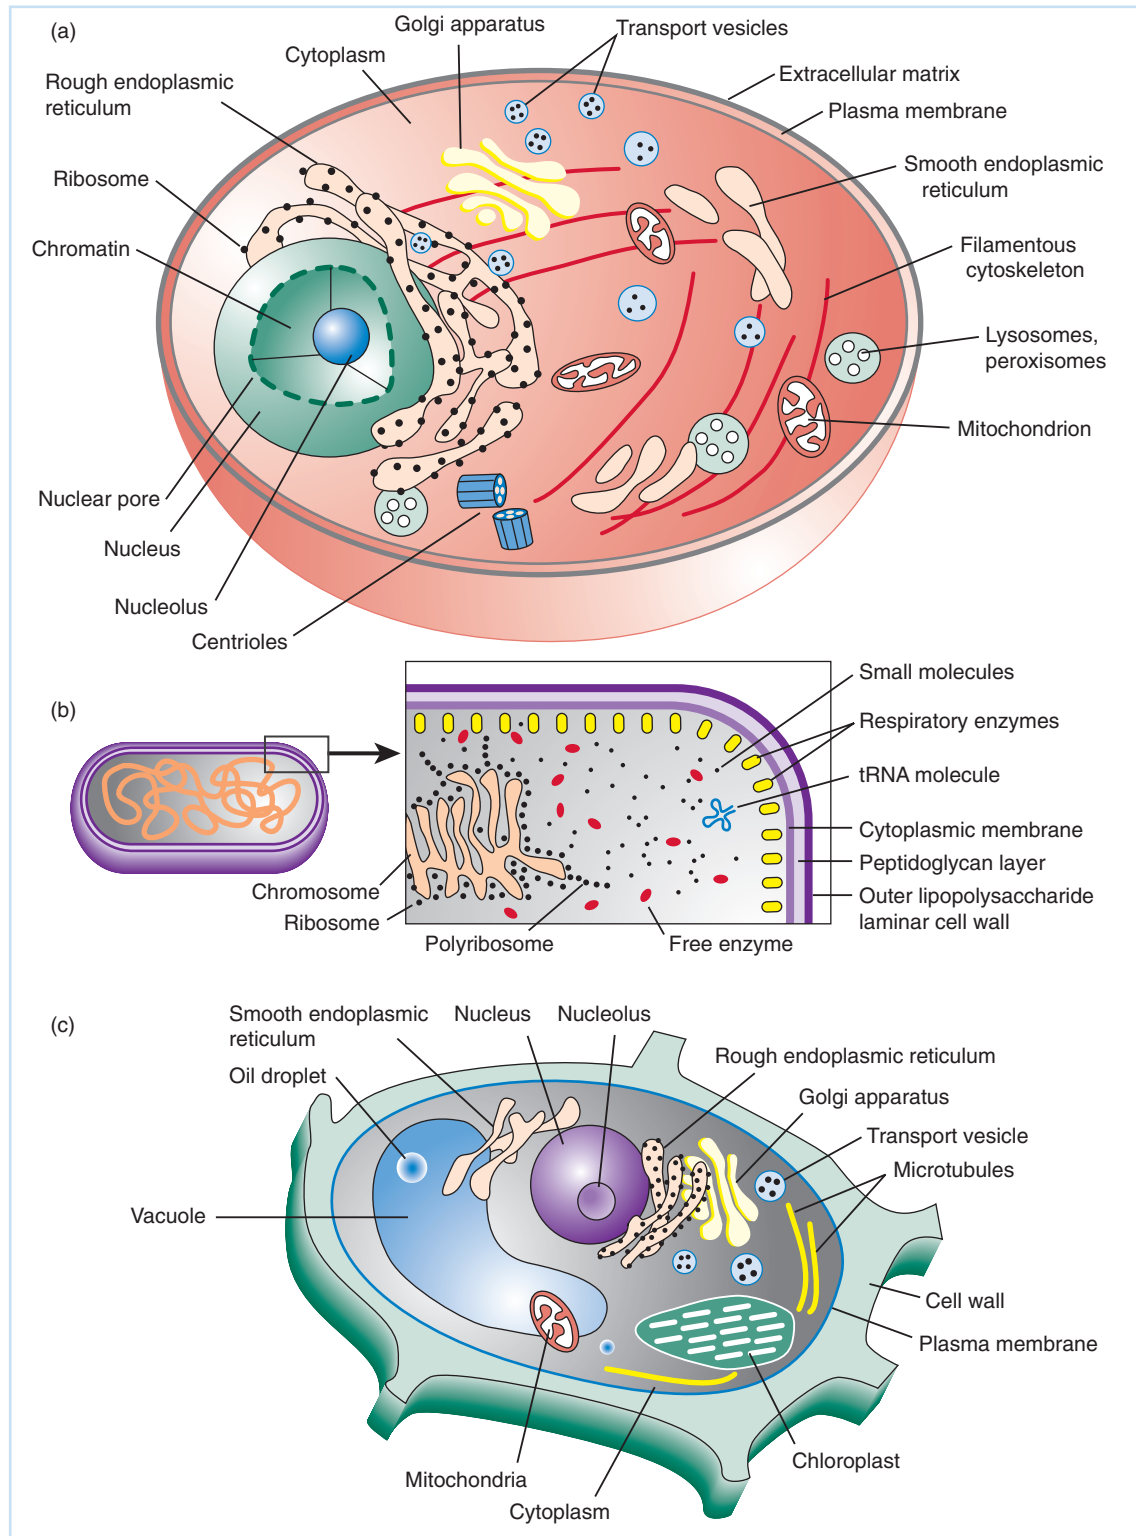 (a)
Golgi apparatus
Transport vesicles
Cytoplasm
Rough endoplasmic
reticulum
Extracellular matrix
Plasma membrane
Ribosome
Smooth endoplasmic
reticulum
Chromatin
Filamentous
cytoskeleton
Lysosomes,
peroxisomes
Mitochondrion
Nuclear pore
Nucleus
Nucleolus
Centrioles
(b)
Small molecules
Respiratory enzymes
tRNA molecule
Cytoplasmic membrane
Peptidoglycan layer
Outer lipopolysaccharide
laminar cell wall
Chromosome
Ribosome
Polyribosome
Free enzyme
(c)
Smooth endoplasmic
reticulum
Nucleus
Nucleolus
Oil droplet
Rough endoplasmic reticulum
Golgi apparatus
Transport vesicle
Microtubules
Vacuole
Cell wall
Plasma membrane
Chloroplast
Mitochondria
Cytoplasm